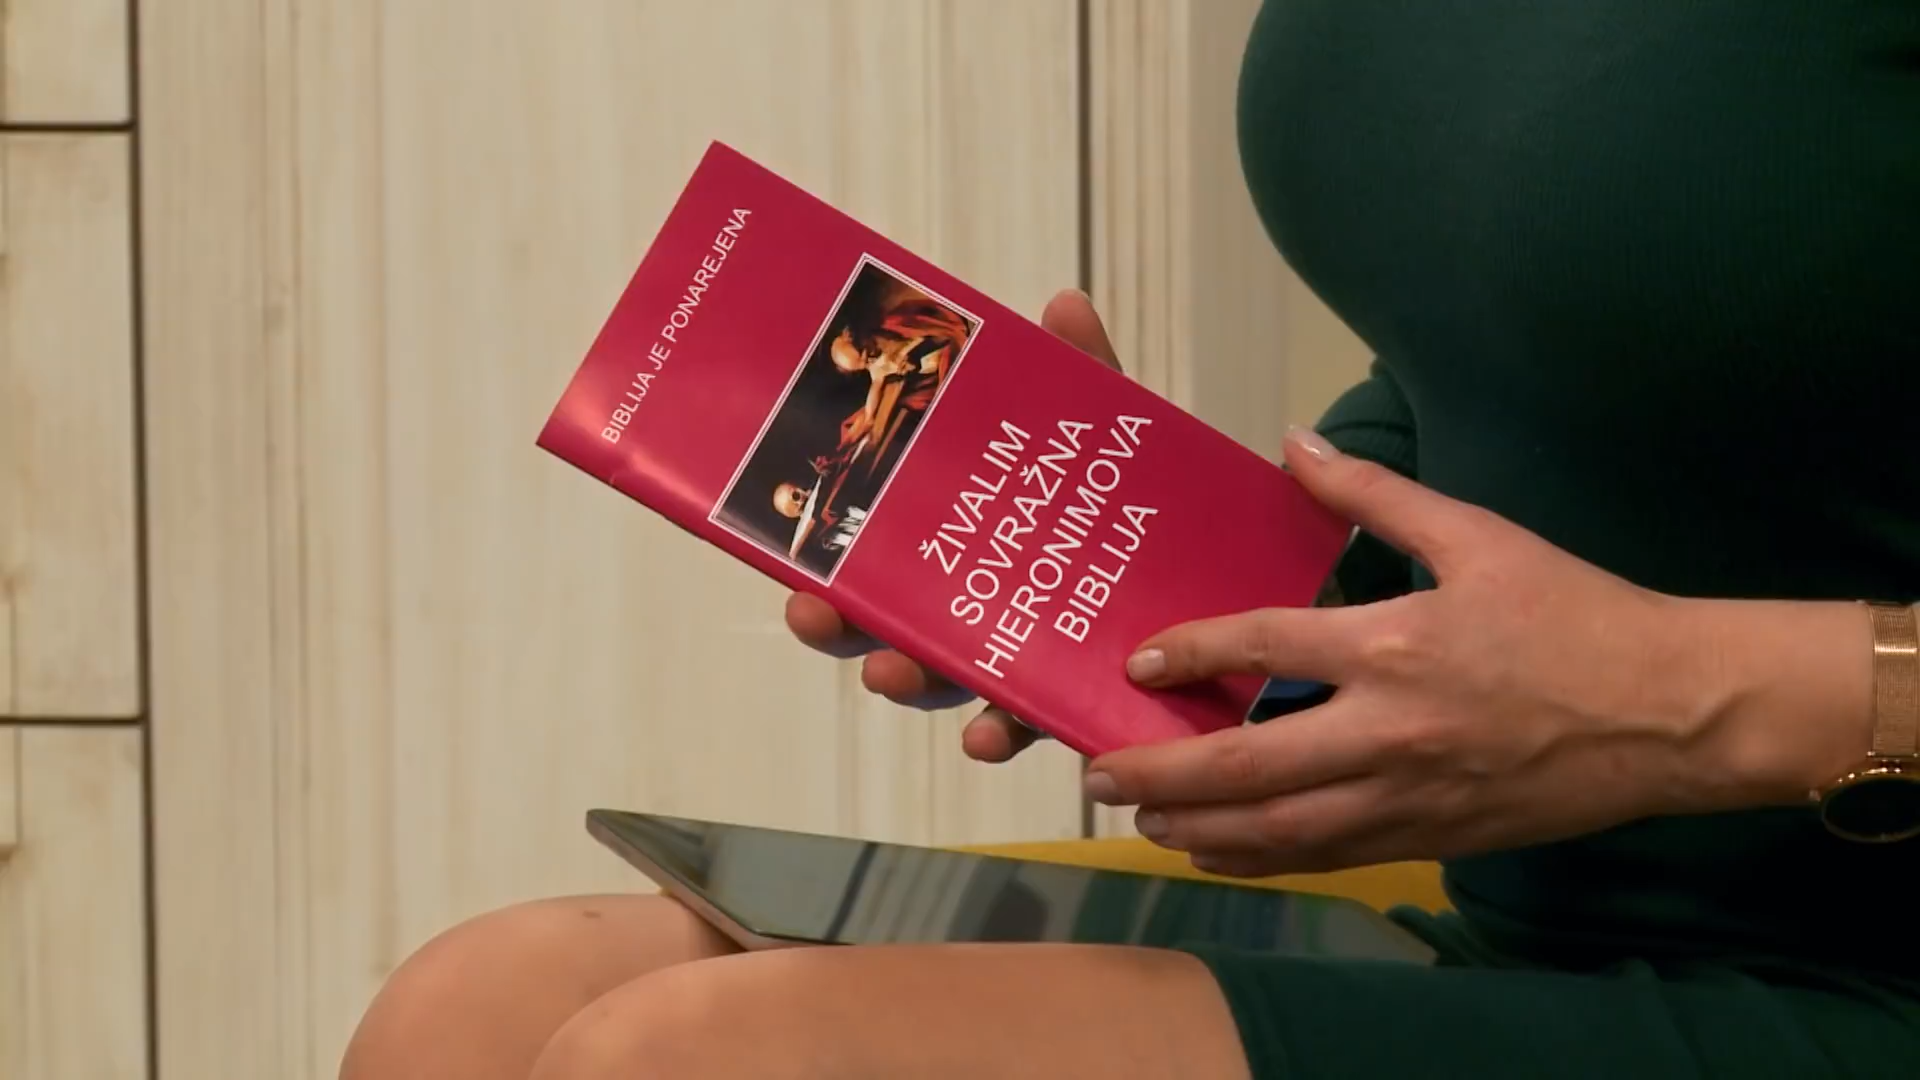 BIBLIJA JE PONAREJENA
ŽIVALIM
SOVRAŽNA
HIERONIMOVA
BIBLIJA